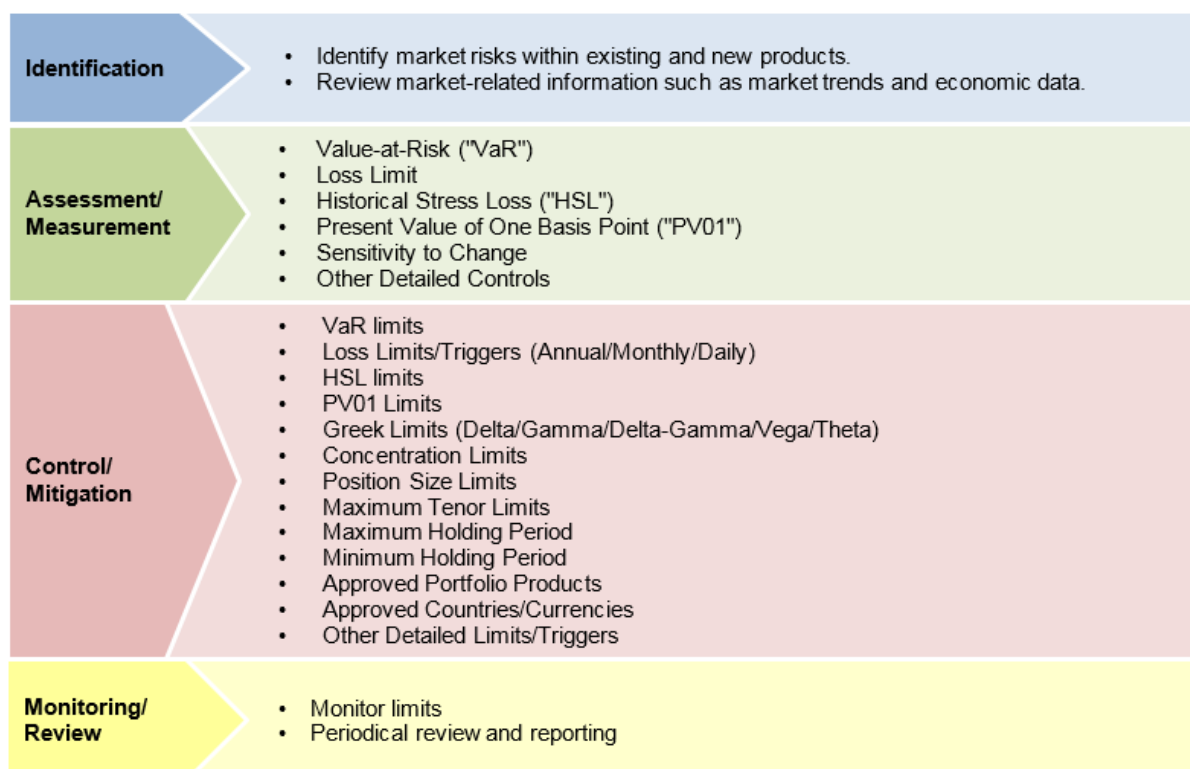 Identification
• Identify market risks within existing and new products.
• Review market-related information such as market trends and economic data.
Assessment/
Measurement
• Value-at-Risk ("VaR")
• Loss Limit
• Historical Stress Loss ("HSL")
• Present Value of One Basis Point ("PV01")
• Sensitivity to Change
• Other Detailed Controls
Control/
Mitigation
• VaR limits
• Loss Limits/Triggers (Annual/Monthly/Daily)
• HSL limits
• PV01 Limits
• Greek Limits (Delta/Gamma/Delta-Gamma/Vega/Theta)
• Concentration Limits
• Position Size Limits
• Maximum Tenor Limits
• Maximum Holding Period
• Minimum Holding Period
• Approved Portfolio Products
• Approved Countries/Currencies
• Other Detailed Limits/Triggers
Monitoring/
Review
• Monitor limits
• Periodical review and reporting